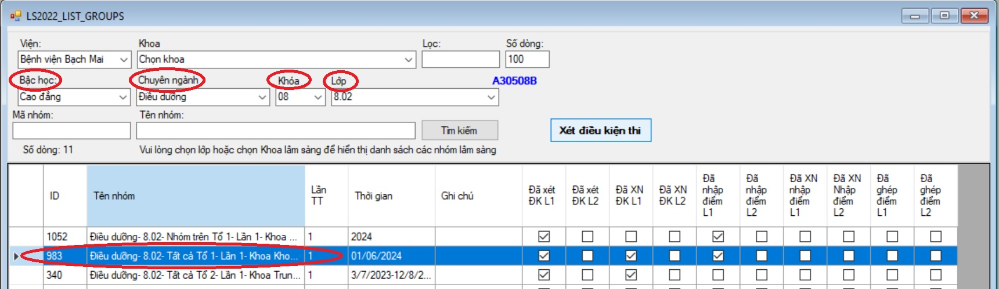 LS2022_LIST_GROUPS
Viện: Khoa Lọc: Số dòng:
Bệnh viện Bạch Mai Chọn khoa 100
Bậc học: Chuyên ngành Khóa Lớp A30508B
Cao đẳng Điều dưỡng 08 8.02
Mã nhóm: Tên nhóm:
Tìm kiếm Xét điều kiện thi
Số dòng: 11 Vui lòng chọn lớp hoặc chọn Khoa lâm sàng để hiển thị danh sách các nhóm lâm sàng
ID Tên nhóm Lần TT Thời gian Ghi chú Đã xét ĐK L1 Đã xét ĐK L2 Đã XN ĐK L1 Đã XN ĐK L2 Đã nhập điểm L1 Đã nhập điểm L2 Đã XN nhập điểm L1 Đã XN Nhập điểm L2 Đã ghép điểm L1 Đã ghép điểm L2
1052 Điều dưỡng- 8.02- Nhóm trên Tổ 1- Lần 1- Khoa ... 1 2024
983 Điều dưỡng- 8.02- Tất cả Tổ 1- Lần 1- Khoa Kho... 1 01/06/2024
340 Điều dưỡng- 8.02- Tất cả Tổ 2- Lần 1- Khoa Trun... 1 3/7/2023-12/8/2...